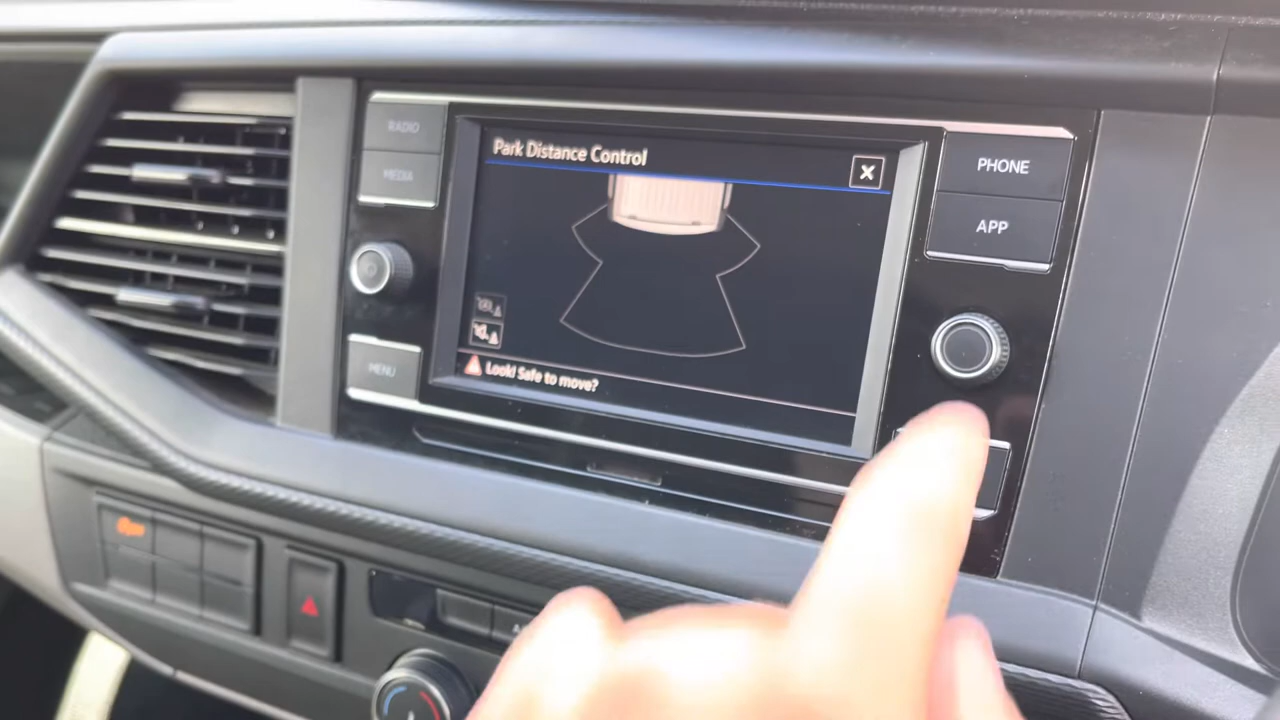 RADIO
MEDIA
MENU
Park Distance Control
Look! Safe to move?
PHONE
APP